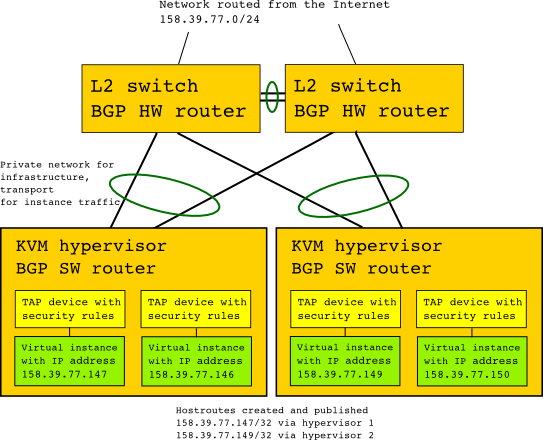 Network routed from the Internet
158.39.77.0/24
L2 switch
BGP HW router
L2 switch
BGP HW router
Private network for
infrastructure,
transport
for instance traffic
KVM hypervisor
BGP SW router
TAP device with
security rules
TAP device with
security rules
Virtual instance
with IP address
158.39.77.147
Virtual instance
with IP address
158.39.77.146
KVM hypervisor
BGP SW router
TAP device with
security rules
TAP device with
security rules
Virtual instance
with IP address
158.39.77.149
Virtual instance
with IP address
158.39.77.150
Hostroutes created and published
158.39.77.147/32 via hypervisor 1
158.39.77.149/32 via hypervisor 2